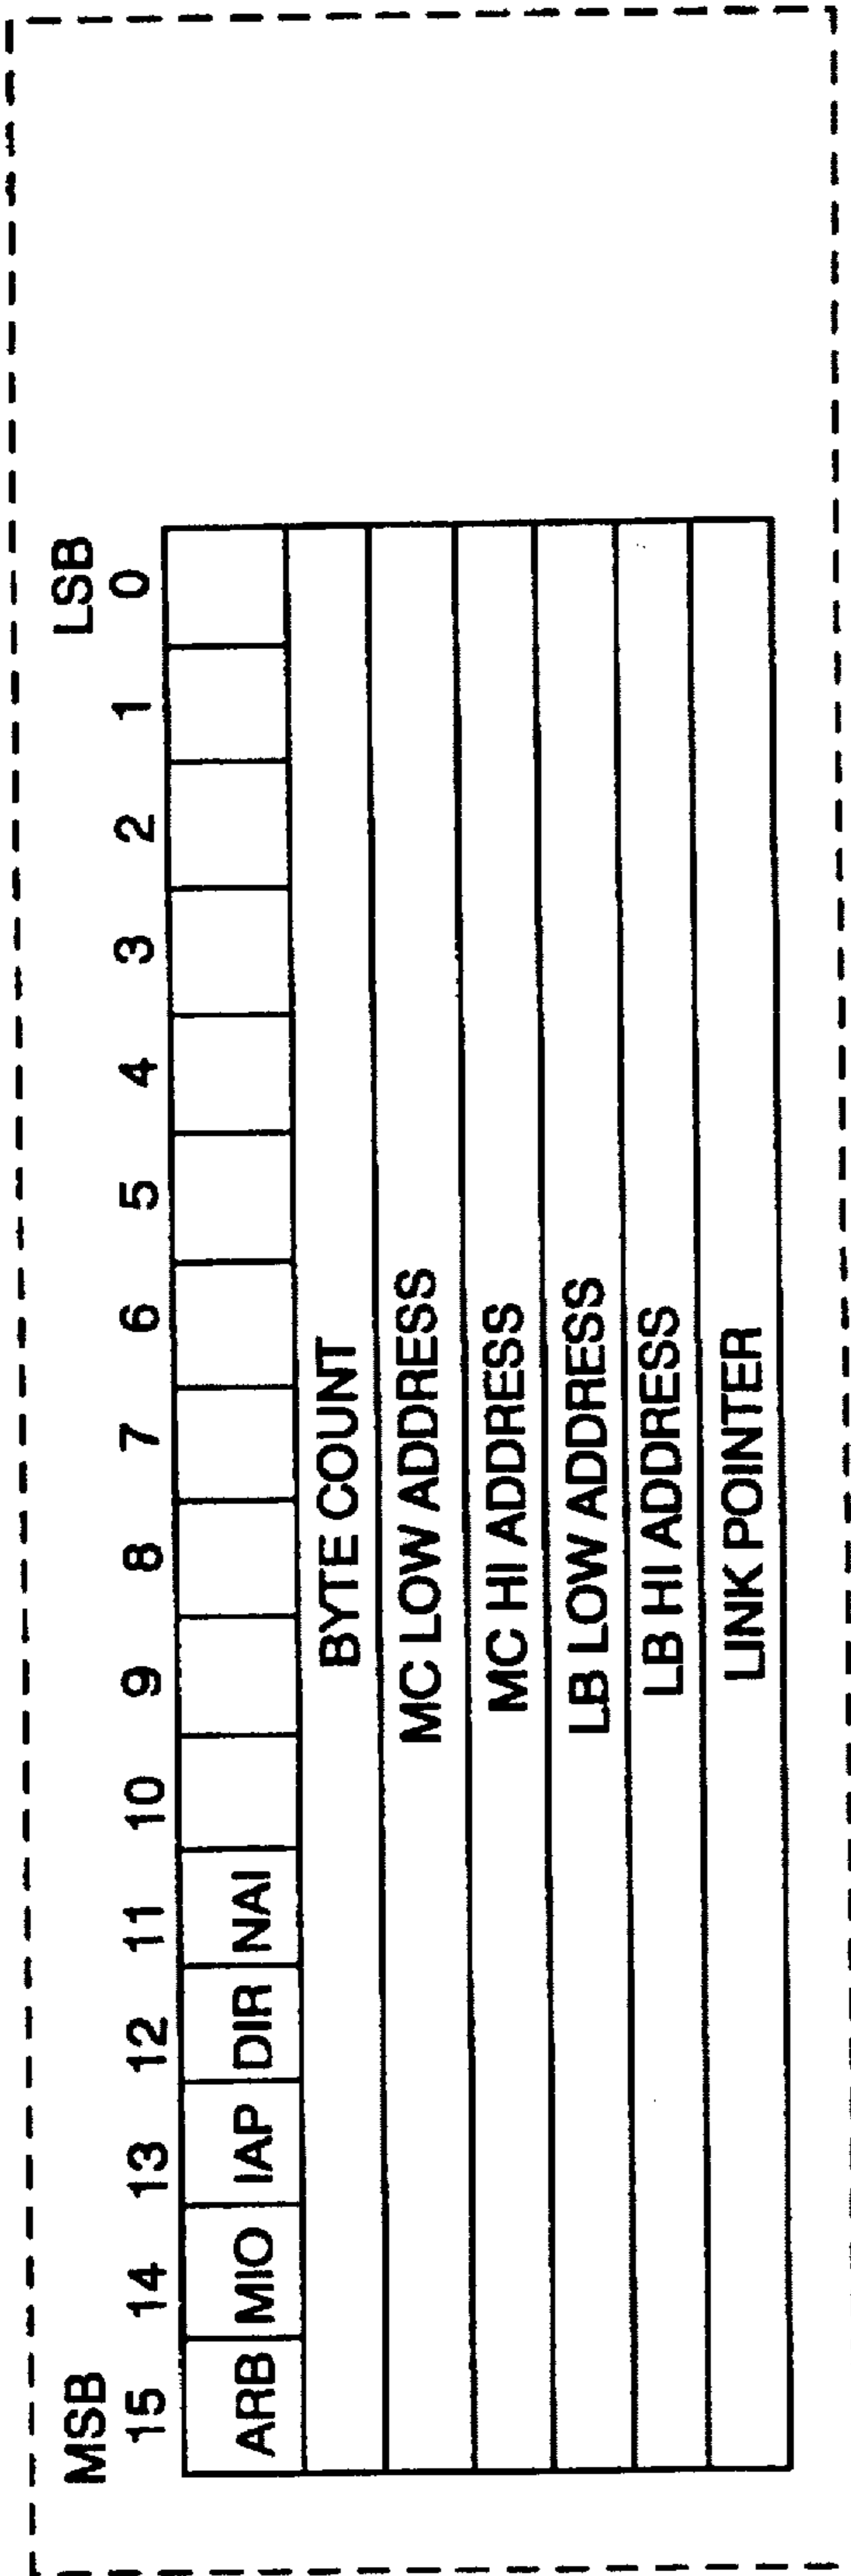 MSB LSB
15 14 13 12 11 10 9 8 7 6 5 4 3 2 1 0
ARB MIO IAP DIR NAI
BYTE COUNT
MC LOW ADDRESS
MC HI ADDRESS
LB LOW ADDRESS
LB HI ADDRESS
LINK POINTER